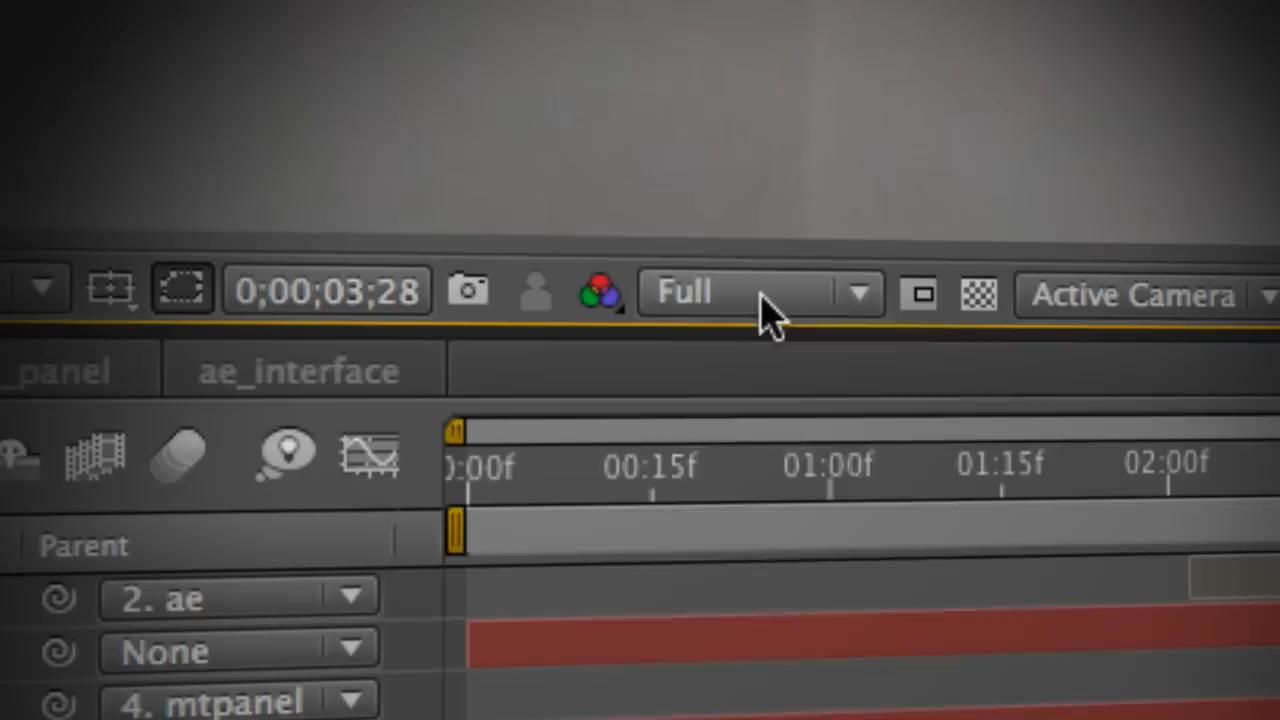 0;00;03;28 Full Active Camera
_panel ae_interface
0:00f 00:15f 01:00f 01:15f 02:00f
Parent
2. ae
None
4. mtpanel